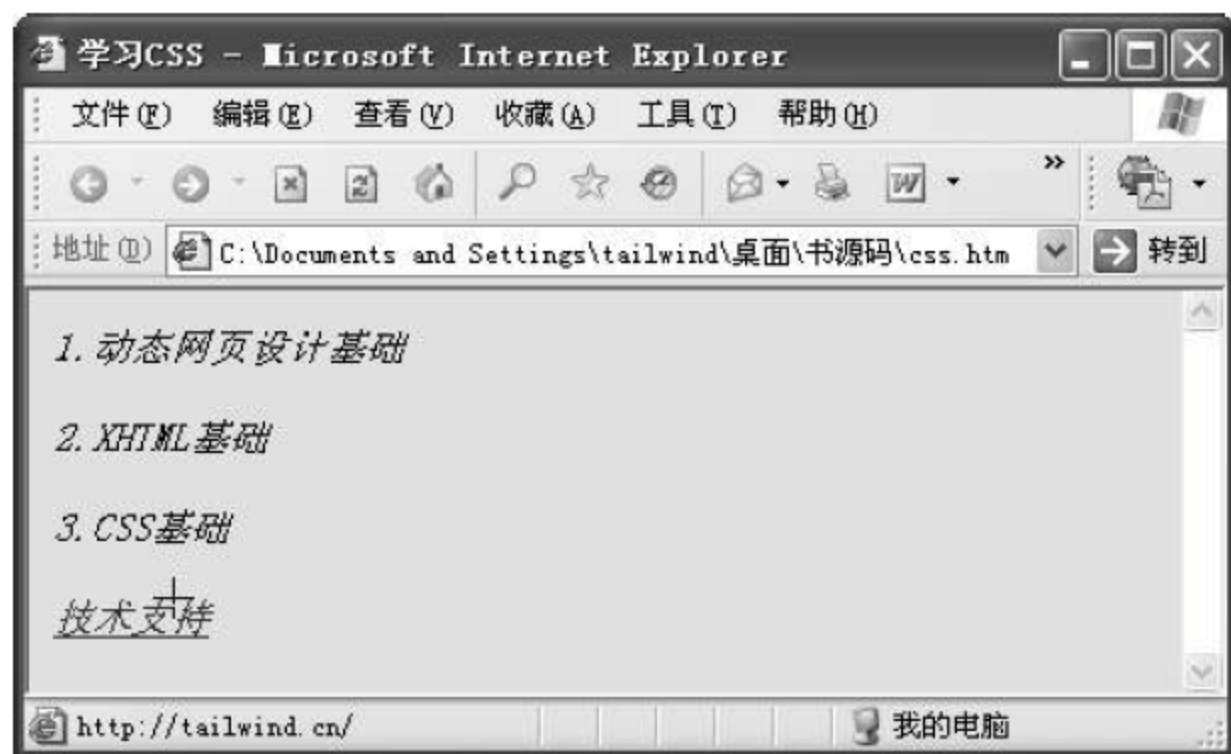 学习CSS - Microsoft Internet Explorer
文件(F) 编辑(E) 查看(V) 收藏(A) 工具(T) 帮助(H)
W »
地址(D) C:\Documents and Settings\tailwind\桌面\书源码\css.htm 转到
1.动态网页设计基础
2.XHTML基础
3.CSS基础
技术支持
http://tailwind.cn/ 我的电脑